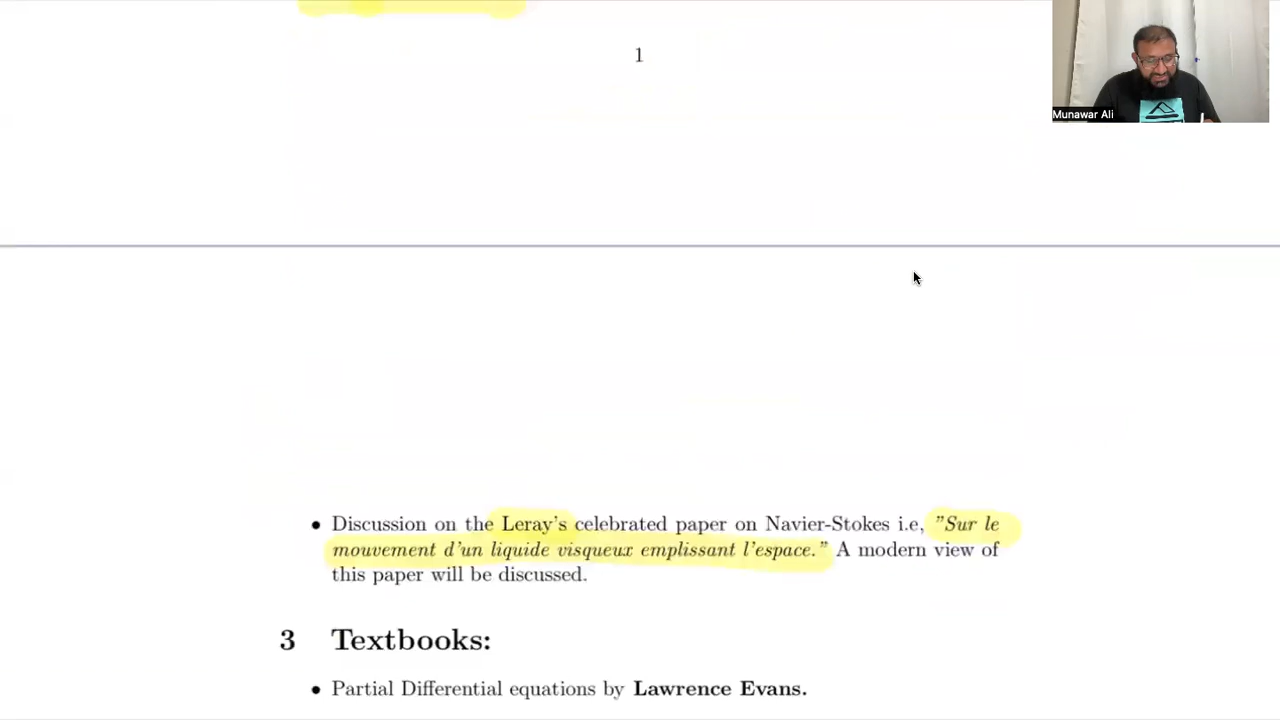 1
Munawar Ali
• Discussion on the Leray's celebrated paper on Navier-Stokes i.e, "Sur le
mouvement d'un liquide visqueux emplissant l'espace." A modern view of
this paper will be discussed.
3 Textbooks:
• Partial Differential equations by Lawrence Evans.